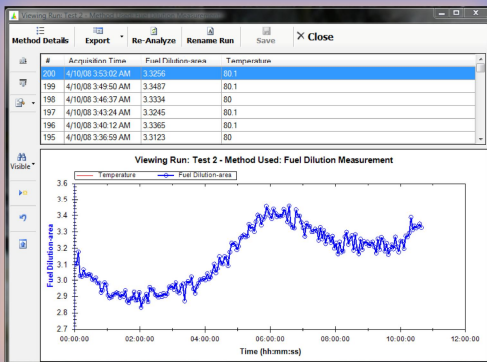 Viewing Run: Test 2 - Method Used: Fuel Dilution Measurement
Method Details Export Re-Analyze Rename Run Save Close
# Acquisition Time Fuel Dilution-area Temperature
200 4/10/08 3:53:02 AM 3.3256 80.1
199 4/10/08 3:49:50 AM 3.3487 80.1
198 4/10/08 3:46:37 AM 3.3334 80
197 4/10/08 3:43:24 AM 3.3245 80.1
196 4/10/08 3:40:12 AM 3.3365 80.1
195 4/10/08 3:36:59 AM 3.3123 80
Visible
Viewing Run: Test 2 - Method Used: Fuel Dilution Measurement
Temperature Fuel Dilution-area
3.6
3.5
3.4
3.3
3.2
3.1
3.0
2.9
2.8
2.7
Fuel Dilution-area
00:00:00 02:00:00 04:00:00 06:00:00 08:00:00 10:00:00 12:00:00
Time (hh:mm:ss)